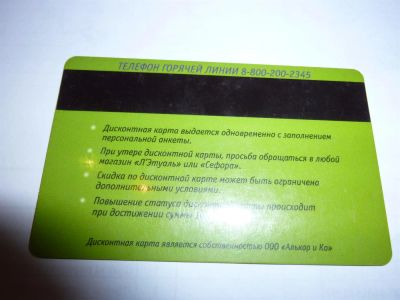 ТЕЛЕФОН ГОРЯЧЕЙ ЛИНИИ 8-800-200-2345
Дисконтная карта выдается одновременно с заполнением
персональной анкеты.
При утере дисконтной карты, просьба обращаться в любой
магазин «Л'Этуаль» или «Сефора».
Скидка по дисконтной карте может быть ограничена
дополнительными условиями.
Повышение статуса происходит
при достижении суммы
Дисконтная карта является собственностью ООО «Алькор и Ко»